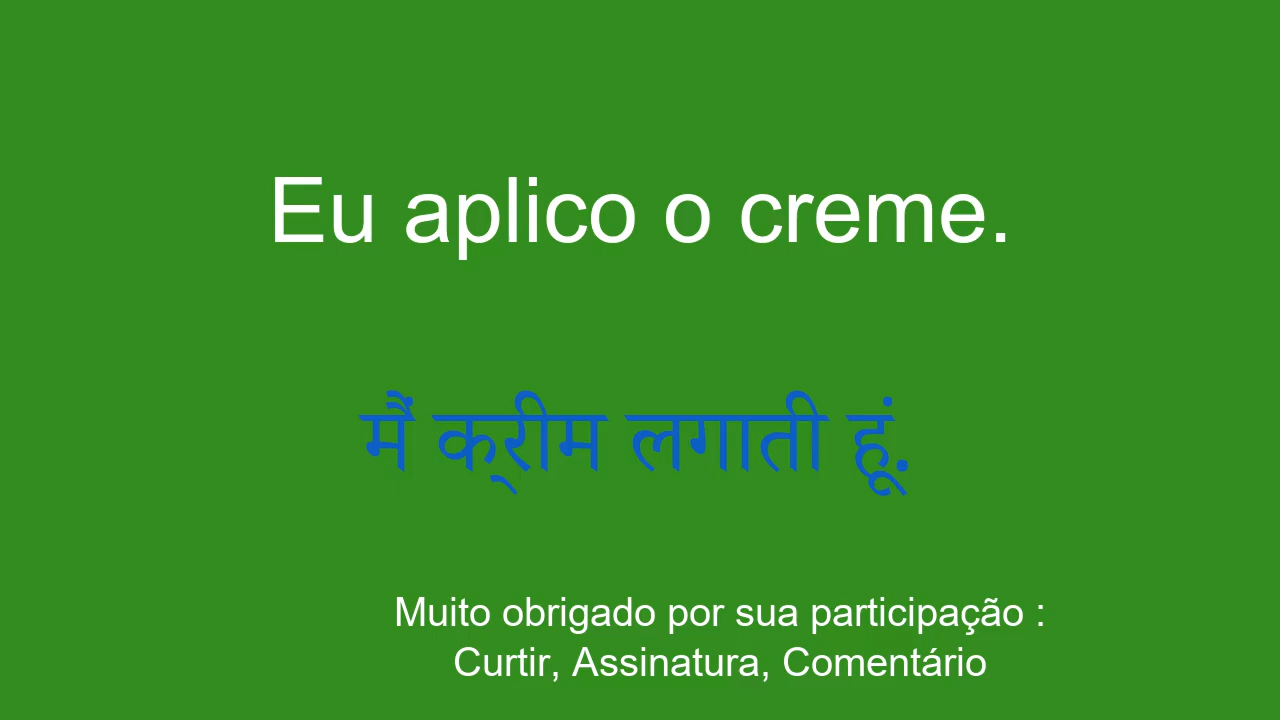 Eu aplico o creme.
मैं क्‌रीम लगाती हूं.
Muito obrigado por sua participação :
Curtir, Assinatura, Comentário